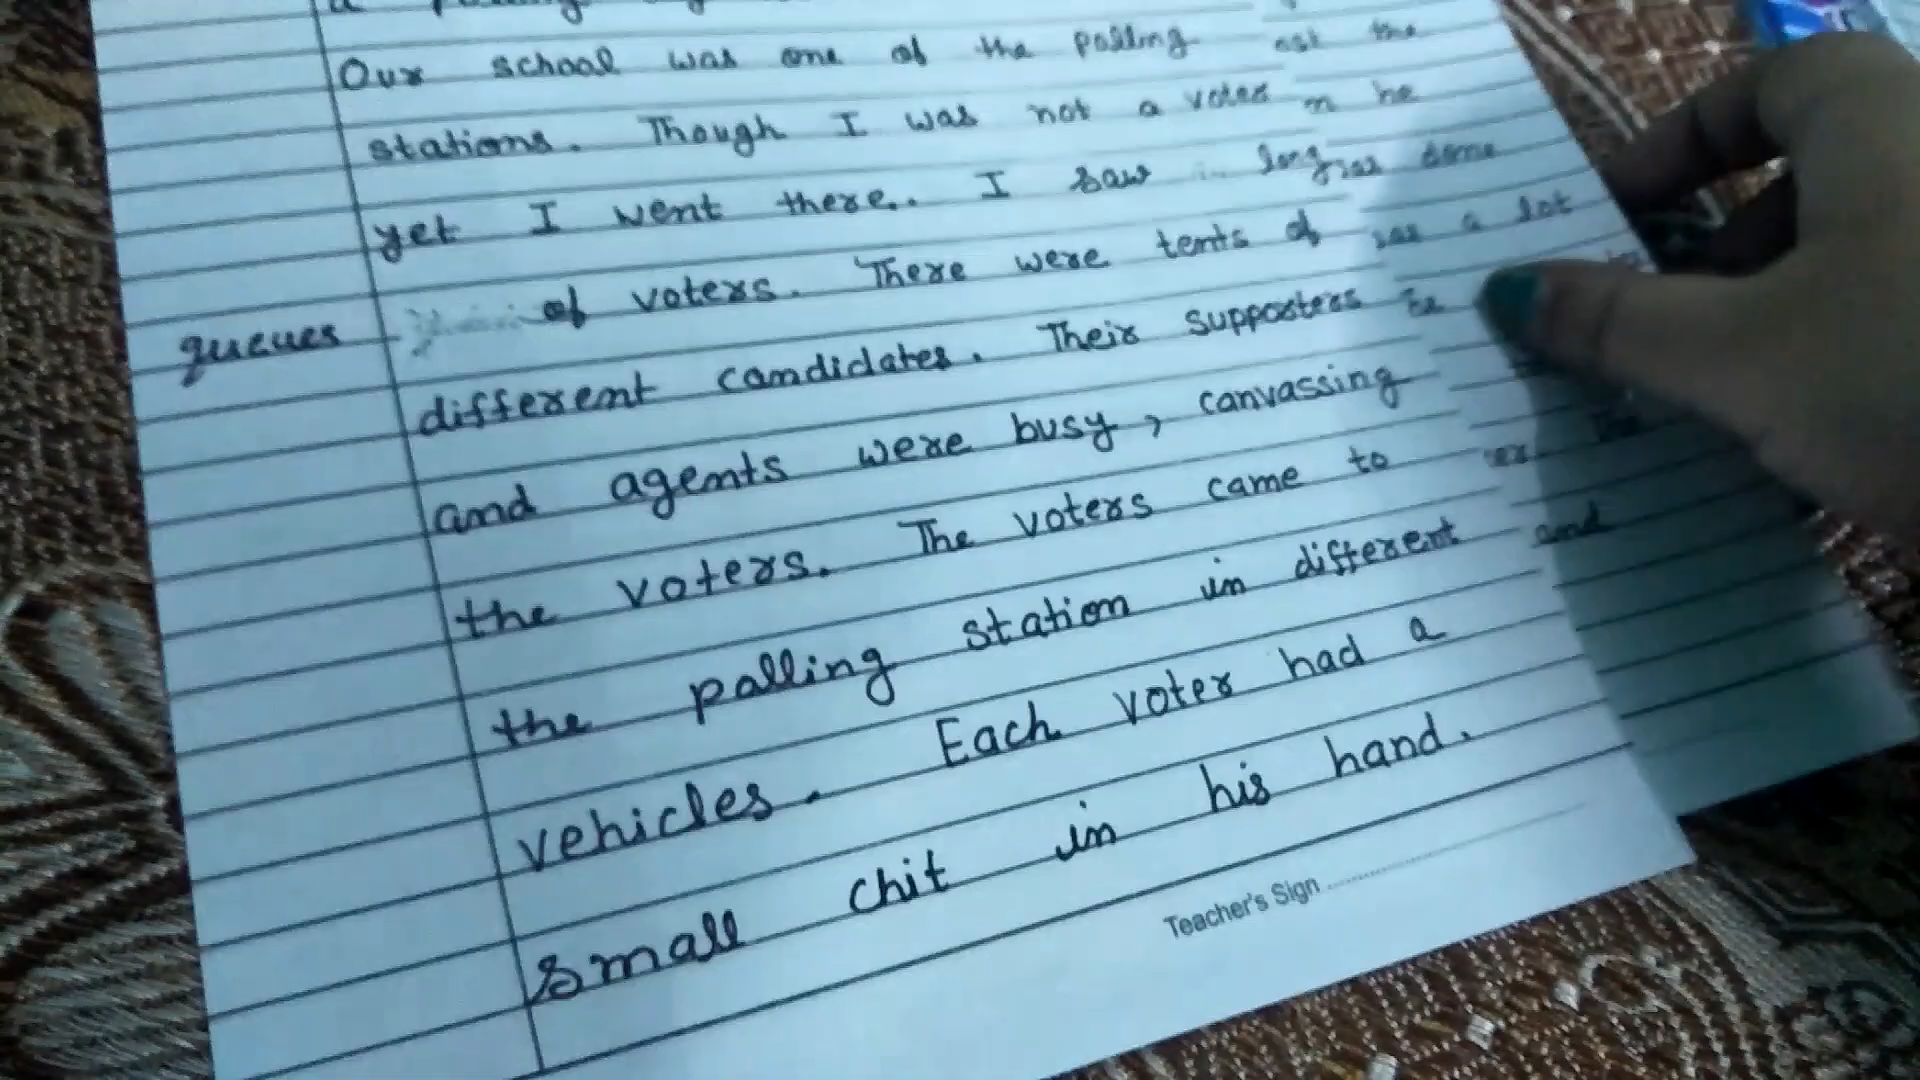 Our school was one of the polling
stations. Though I was not a voter
yet I went there.. I saw long
queues of voters. There were tents of
different candidates. Their supporters
and agents were busy, canvassing
the voters. The voters came to
the polling station in different
vehicles. Each voter had a
small chit in his hand.
Teacher's Sign